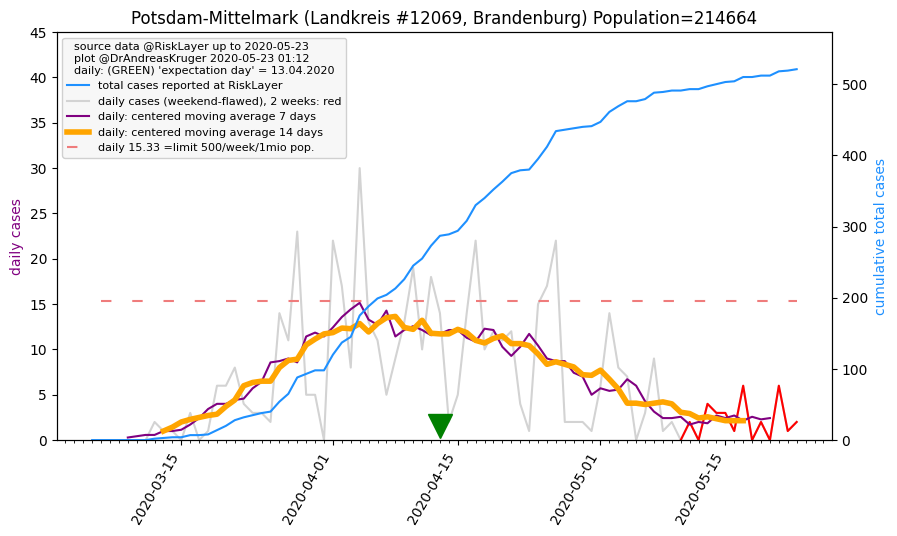 Potsdam-Mittelmark (Landkreis #12069, Brandenburg) Population=214664
source data @RiskLayer up to 2020-05-23
plot @DrAndreasKruger 2020-05-23 01:12
daily: (GREEN) 'expectation day' = 13.04.2020
total cases reported at RiskLayer
daily cases (weekend-flawed), 2 weeks: red
daily: centered moving average 7 days
daily: centered moving average 14 days
daily 15.33 =limit 500/week/1mio pop.
daily cases
45
40
35
30
25
20
15
10
5
0
cumulative total cases
500
400
300
200
100
0
2020-03-15
2020-04-01
2020-04-15
2020-05-01
2020-05-15